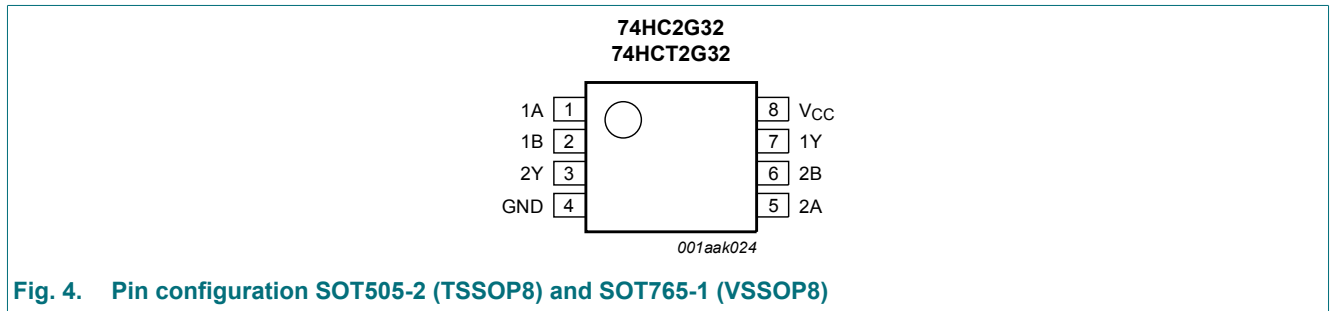 74HC2G32
74HCT2G32
1A 1 8 VCC
1B 2 7 1Y
2Y 3 6 2B
GND 4 5 2A
001aak024
Fig. 4. Pin configuration SOT505-2 (TSSOP8) and SOT765-1 (VSSOP8)